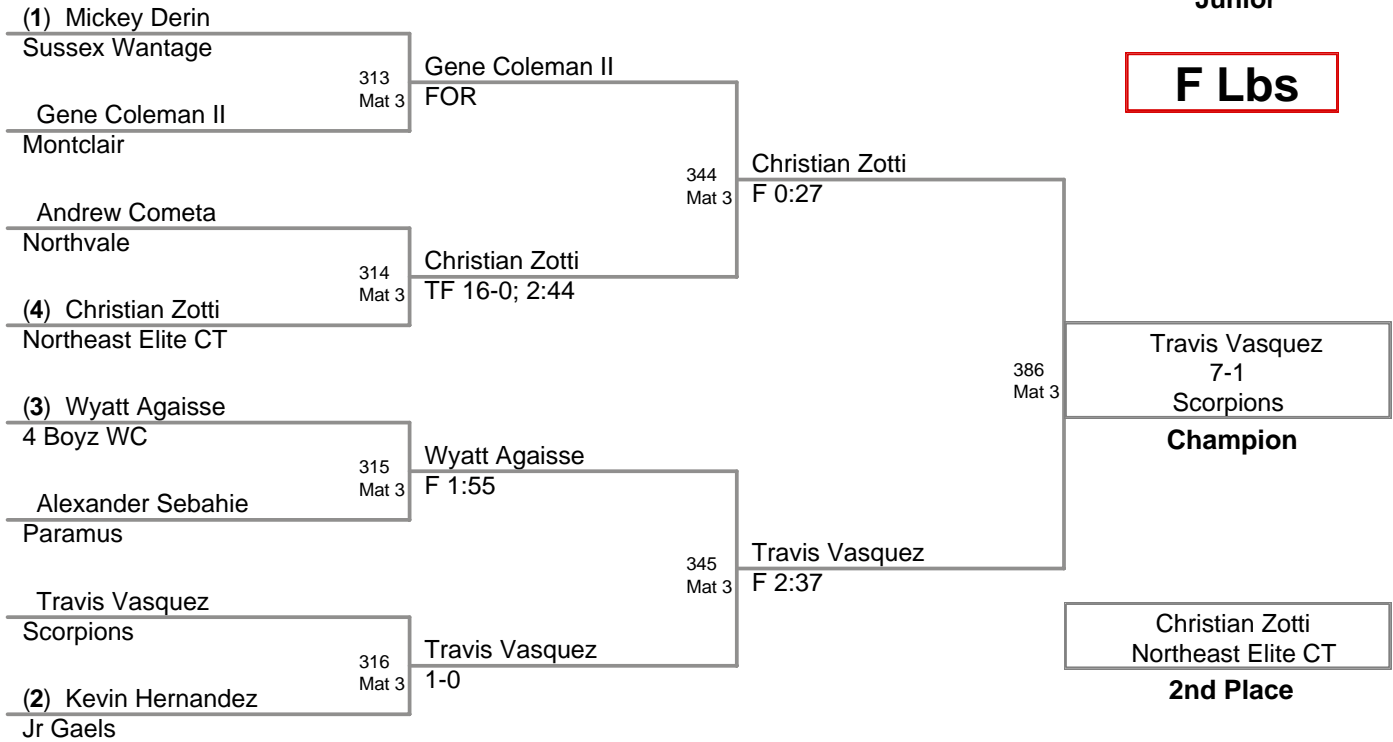 Junior
F Lbs
(1) Mickey Derin
Sussex Wantage
313
Mat 3
Gene Coleman II
Montclair
Gene Coleman II
FOR
Andrew Cometa
Northvale
314
Mat 3
(4) Christian Zotti
Northeast Elite CT
Christian Zotti
TF 16-0; 2:44
344
Mat 3
Christian Zotti
F 0:27
(3) Wyatt Agaisse
4 Boyz WC
315
Mat 3
Alexander Sebahie
Paramus
Wyatt Agaisse
F 1:55
Travis Vasquez
Scorpions
316
Mat 3
(2) Kevin Hernandez
Jr Gaels
Travis Vasquez
1-0
345
Mat 3
Travis Vasquez
F 2:37
386
Mat 3
Travis Vasquez
7-1
Scorpions
Champion
Christian Zotti
Northeast Elite CT
2nd Place